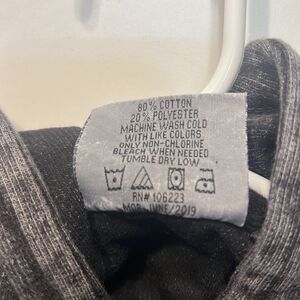 80% COTTON
20% POLYESTER
MACHINE WASH COLD
WITH LIKE COLORS
ONLY NON-CHLORINE
BLEACH WHEN NEEDED
TUMBLE DRY LOW
RN# 106223
JUNE/2019